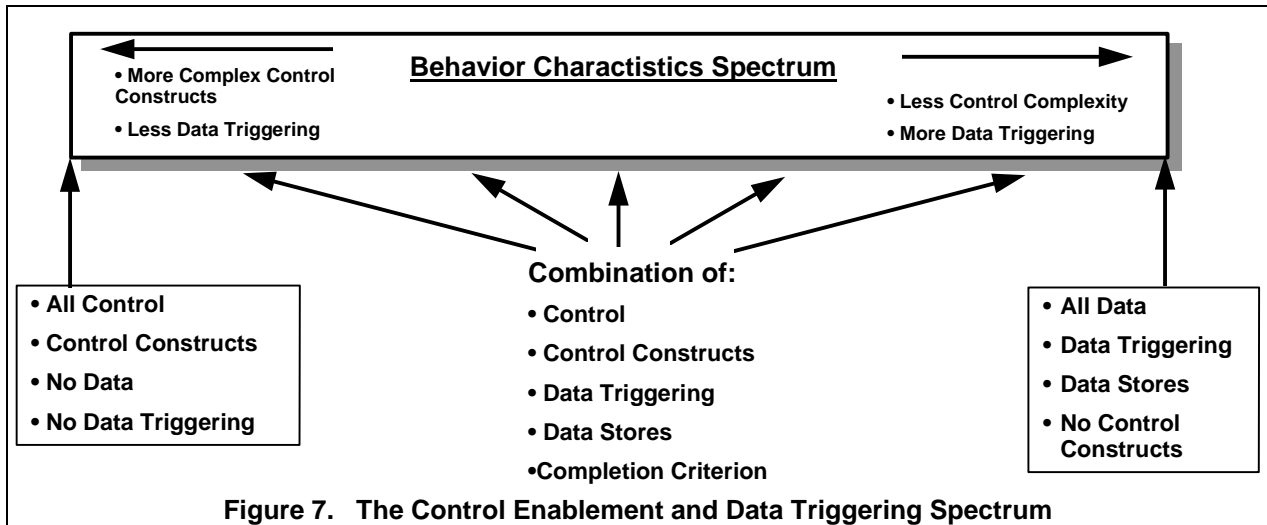 Behavior Charactistics Spectrum
• More Complex Control
Constructs
• Less Data Triggering
• Less Control Complexity
• More Data Triggering
• All Control
• Control Constructs
• No Data
• No Data Triggering
Combination of:
• Control
• Control Constructs
• Data Triggering
• Data Stores
•Completion Criterion
• All Data
• Data Triggering
• Data Stores
• No Control
Constructs
Figure 7. The Control Enablement and Data Triggering Spectrum